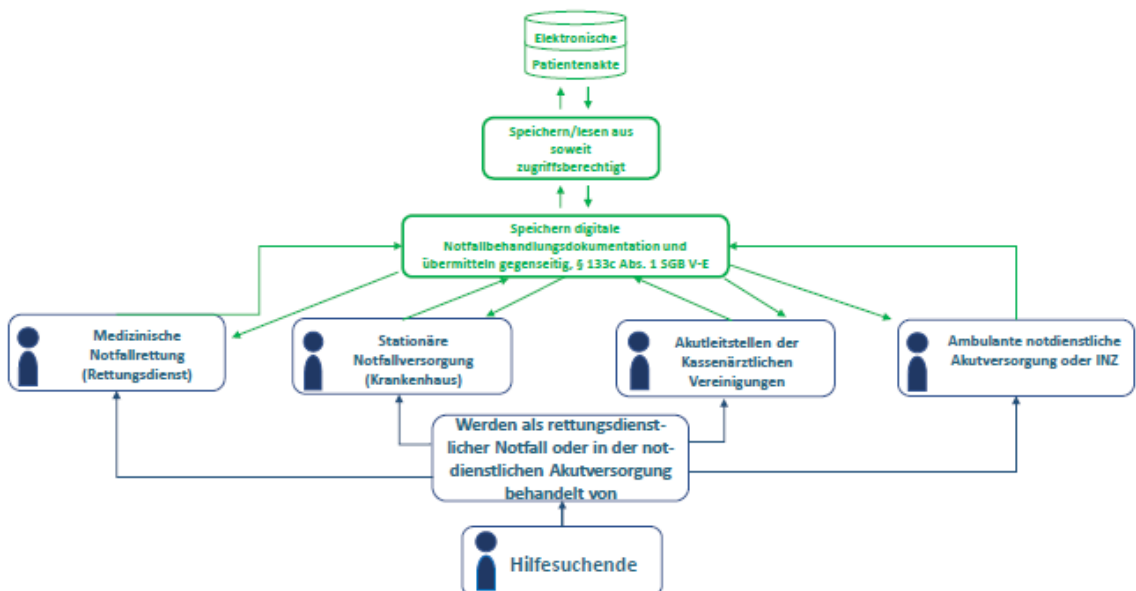 Elektronische
Patientenakte
Speichern/lesen aus
soweit
zugriffsberechtigt
Speichern digitale
Notfallbehandlungsdokumentation und
übermitteln gegenseitig, § 133c Abs. 1 SGB V-E
Medizinische
Notfallrettung
(Rettungsdienst)
Stationäre
Notfallversorgung
(Krankenhaus)
Akutleitstellen der
Kassenärztlichen
Vereinigungen
Ambulante notdienstliche
Akutversorgung oder INZ
Werden als rettungsdienst-
licher Notfall oder in der not-
dienstlichen Akutversorgung
behandelt von
Hilfesuchende